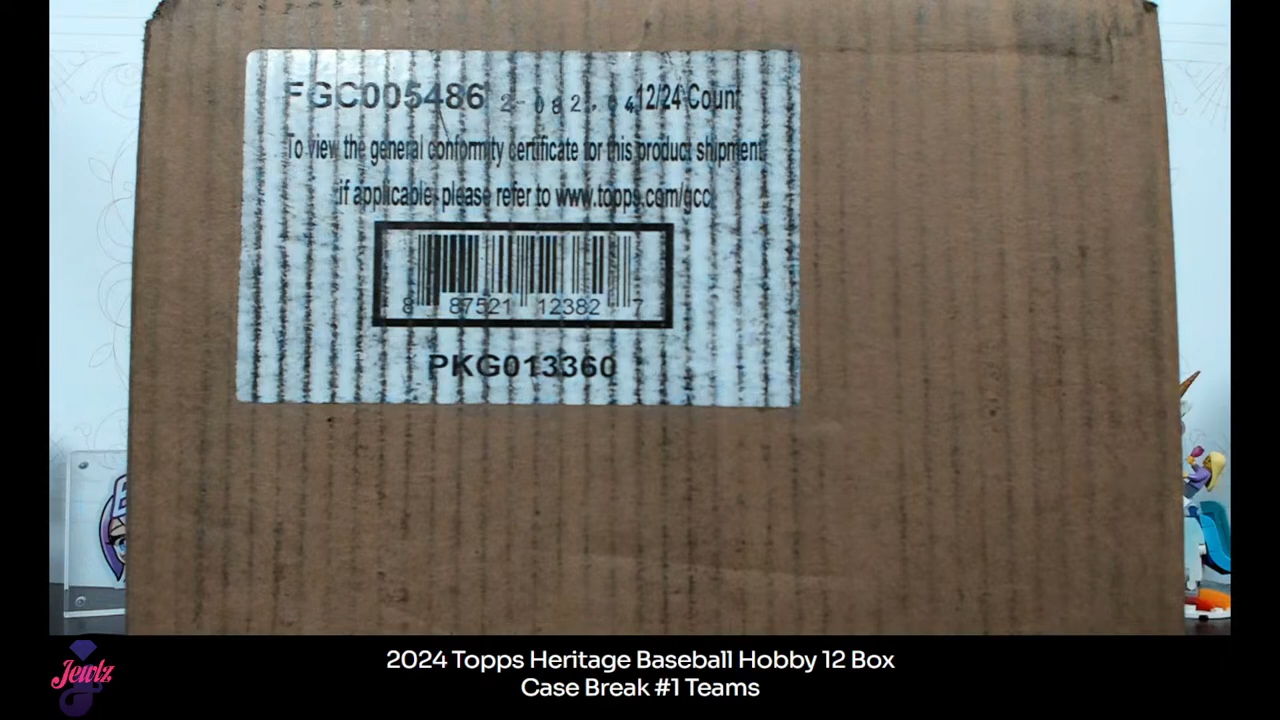 FGC005486 2-082.04 12/24 Count
To view the general conformity certificate for this product shipment
if applicable, please refer to www.topps.com/gcc
8 87521 12382 7
PKG013360
Jewlz
2024 Topps Heritage Baseball Hobby 12 Box
Case Break #1 Teams